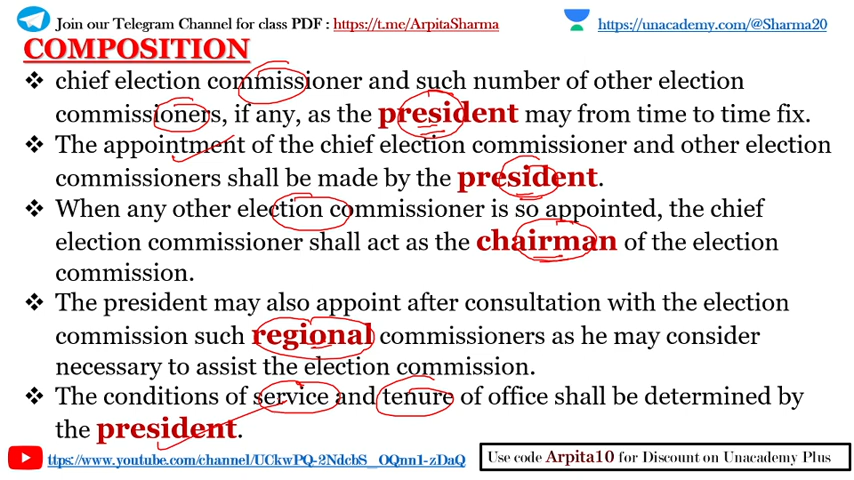 Join our Telegram Channel for class PDF : https://t.me/ArpitaSharma
https://unacademy.com/@Sharma20
COMPOSITION
❖ chief election commissioner and such number of other election
commissioners, if any, as the president may from time to time fix.
❖ The appointment of the chief election commissioner and other election
commissioners shall be made by the president.
❖ When any other election commissioner is so appointed, the chief
election commissioner shall act as the chairman of the election
commission.
❖ The president may also appoint after consultation with the election
commission such regional commissioners as he may consider
necessary to assist the election commission.
❖ The conditions of service and tenure of office shall be determined by
the president.
ttps://www.youtube.com/channel/UCkwPQ-2NdcbS_OQnn1-zDaQ
Use code Arpita10 for Discount on Unacademy Plus